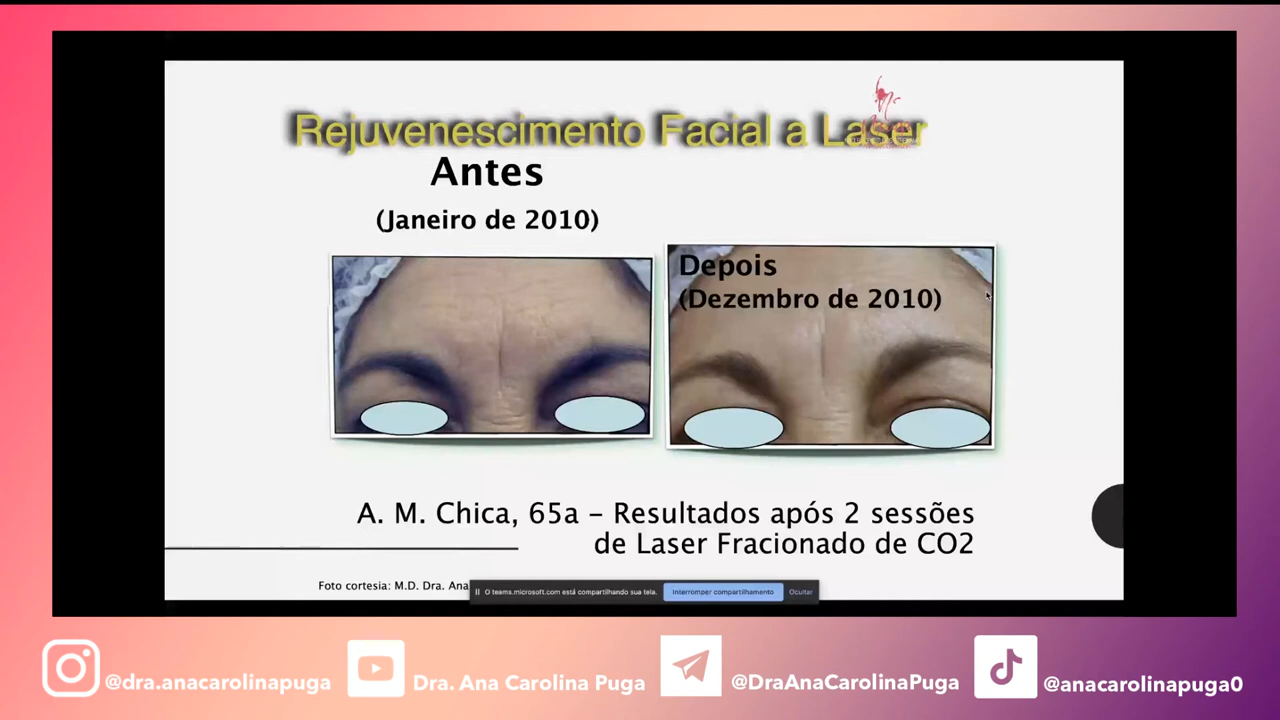 Rejuvenescimento Facial a Laser
Antes
(Janeiro de 2010)
Depois
(Dezembro de 2010)
A. M. Chica, 65a – Resultados após 2 sessões
de Laser Fracionado de CO2
Foto cortesia: M.D. Dra. Ana
O teams.microsoft.com está compartilhando sua tela.
Interromper compartilhamento
Ocultar
@dra.anacarolinapuga
Dra. Ana Carolina Puga
@DraAnaCarolinaPuga
@anacarolinapuga0